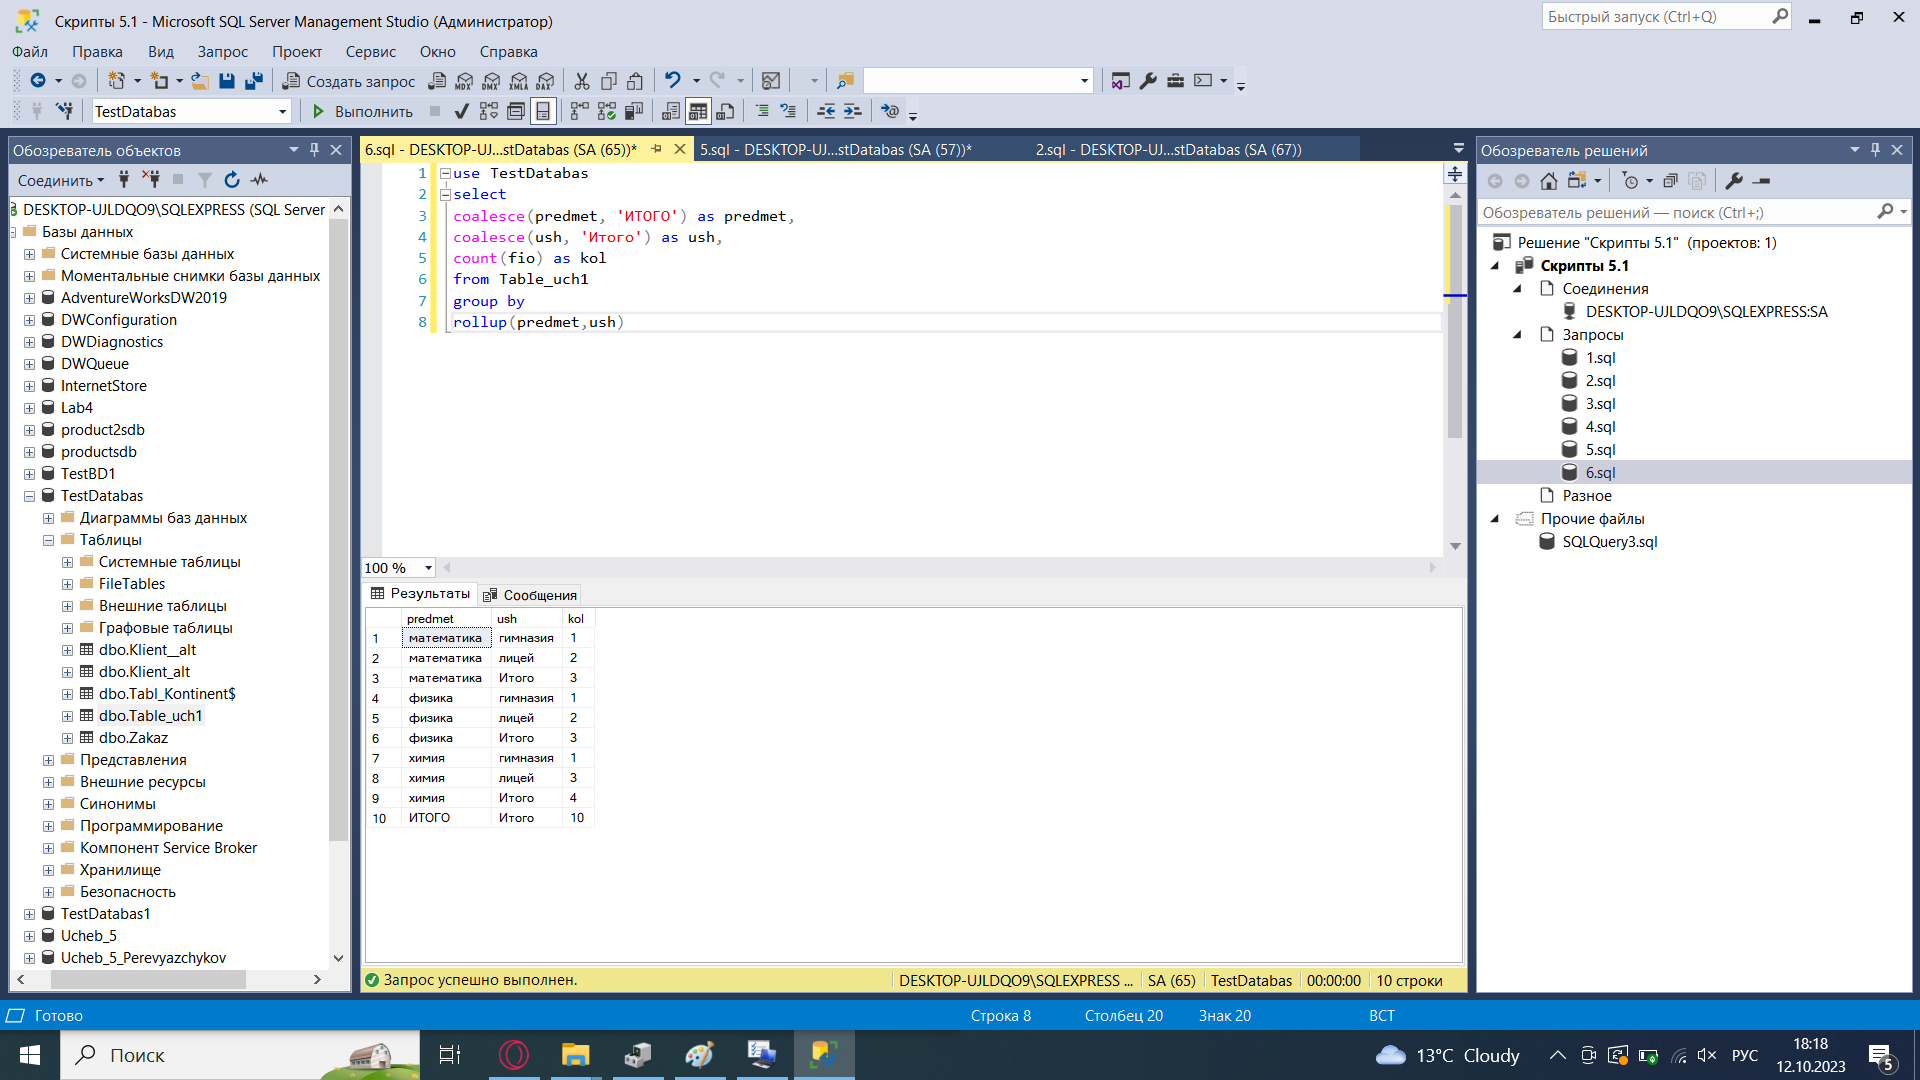 Скрипты 5.1 - Microsoft SQL Server Management Studio (Администратор)
Быстрый запуск (Ctrl+Q)
Файл Правка Вид Запрос Проект Сервис Окно Справка
Создать запрос MDX DMX XMLA DAX
TestDatabas Выполнить
Обозреватель объектов
Соединить
DESKTOP-UJLDQO9\SQLEXPRESS (SQL Server
Базы данных
Системные базы данных
Моментальные снимки базы данных
AdventureWorksDW2019
DWConfiguration
DWDiagnostics
DWQueue
InternetStore
Lab4
product2sdb
productsdb
TestBD1
TestDatabas
Диаграммы баз данных
Таблицы
Системные таблицы
FileTables
Внешние таблицы
Графовые таблицы
dbo.Klient__alt
dbo.Klient_alt
dbo.Tabl_Kontinent$
dbo.Table_uch1
dbo.Zakaz
Представления
Внешние ресурсы
Синонимы
Программирование
Компонент Service Broker
Хранилище
Безопасность
TestDatabas1
Ucheb_5
Ucheb_5_Perevyazchykov
6.sql - DESKTOP-UJ...stDatabas (SA (65))* 5.sql - DESKTOP-UJ...stDatabas (SA (57))* 2.sql - DESKTOP-UJ...stDatabas (SA (67))
1 use TestDatabas
2 select
3 coalesce(predmet, 'ИТОГО') as predmet,
4 coalesce(ush, 'Итого') as ush,
5 count(fio) as kol
6 from Table_uch1
7 group by
8 rollup(predmet,ush)
100 %
Результаты Сообщения
predmet ush kol
1 математика гимназия 1
2 математика лицей 2
3 математика Итого 3
4 физика гимназия 1
5 физика лицей 2
6 физика Итого 3
7 химия гимназия 1
8 химия лицей 3
9 химия Итого 4
10 ИТОГО Итого 10
Запрос успешно выполнен. DESKTOP-UJLDQO9\SQLEXPRESS ... SA (65) TestDatabas 00:00:00 10 строки
Обозреватель решений
Обозреватель решений — поиск (Ctrl+;)
Решение "Скрипты 5.1" (проектов: 1)
Скрипты 5.1
Соединения
DESKTOP-UJLDQO9\SQLEXPRESS:SA
Запросы
1.sql
2.sql
3.sql
4.sql
5.sql
6.sql
Разное
Прочие файлы
SQLQuery3.sql
Готово Строка 8 Столбец 20 Знак 20 ВСТ
Поиск 13°C Cloudy РУС 18:18
12.10.2023 5